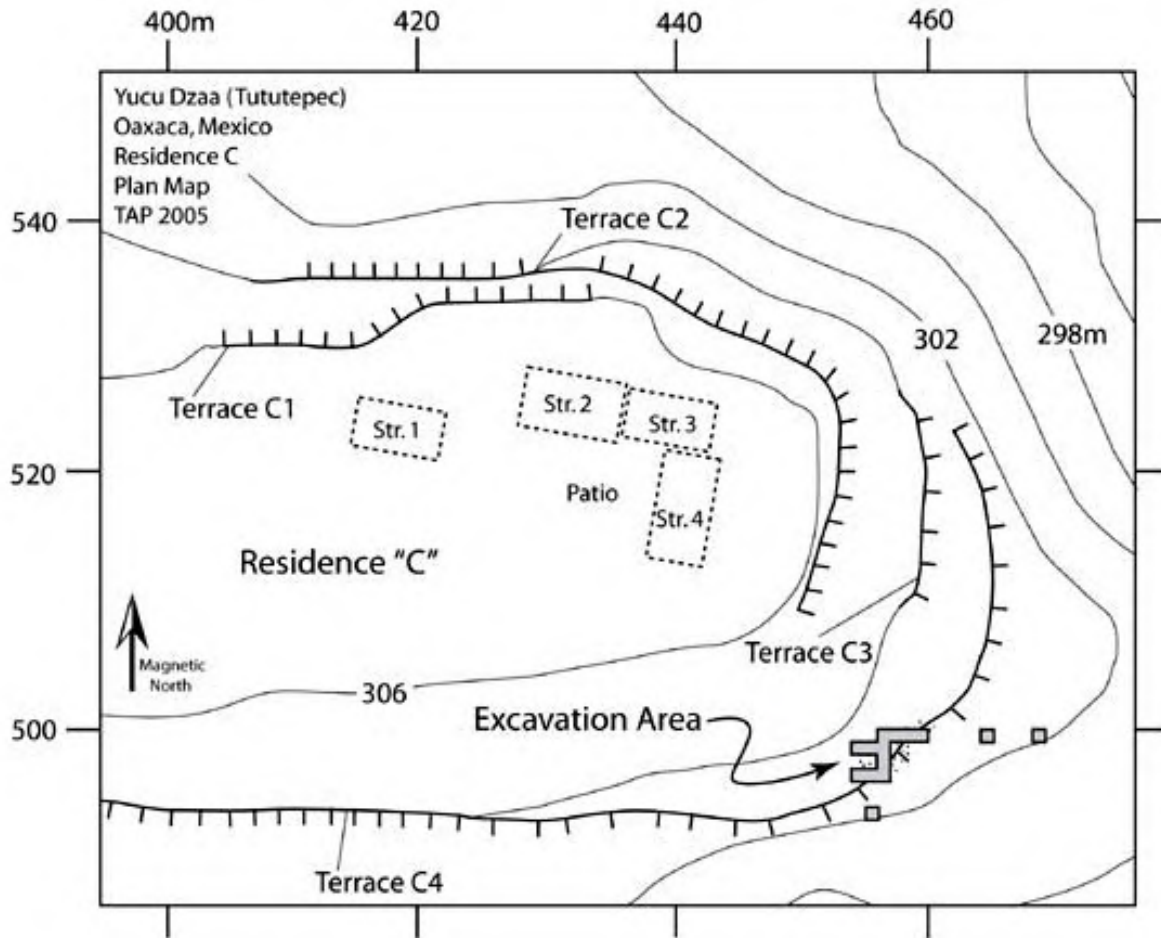 400m
420
440
460
Yucu Dzaa (Tututepec)
Oaxaca, Mexico
Residence C
Plan Map
TAP 2005
540
Terrace C2
302
298m
Terrace C1
Str. 1
Str. 2
Str. 3
520
Patio
Str. 4
Residence "C"
Magnetic
North
Terrace C3
306
500
Excavation Area
Terrace C4